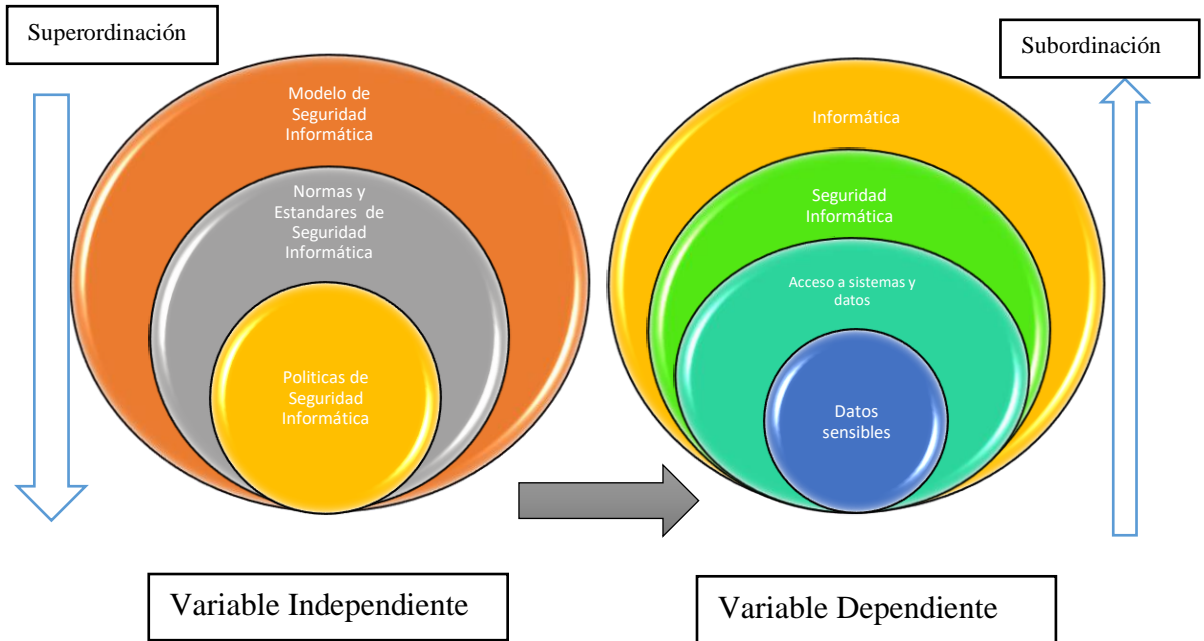 Superordinación
Subordinación
Modelo de
Seguridad
Informática
Normas y
Estandares de
Seguridad
Informática
Politicas de
Seguridad
Informática
Informática
Seguridad
Informática
Acceso a sistemas y
datos
Datos
sensibles
Variable Independiente
Variable Dependiente